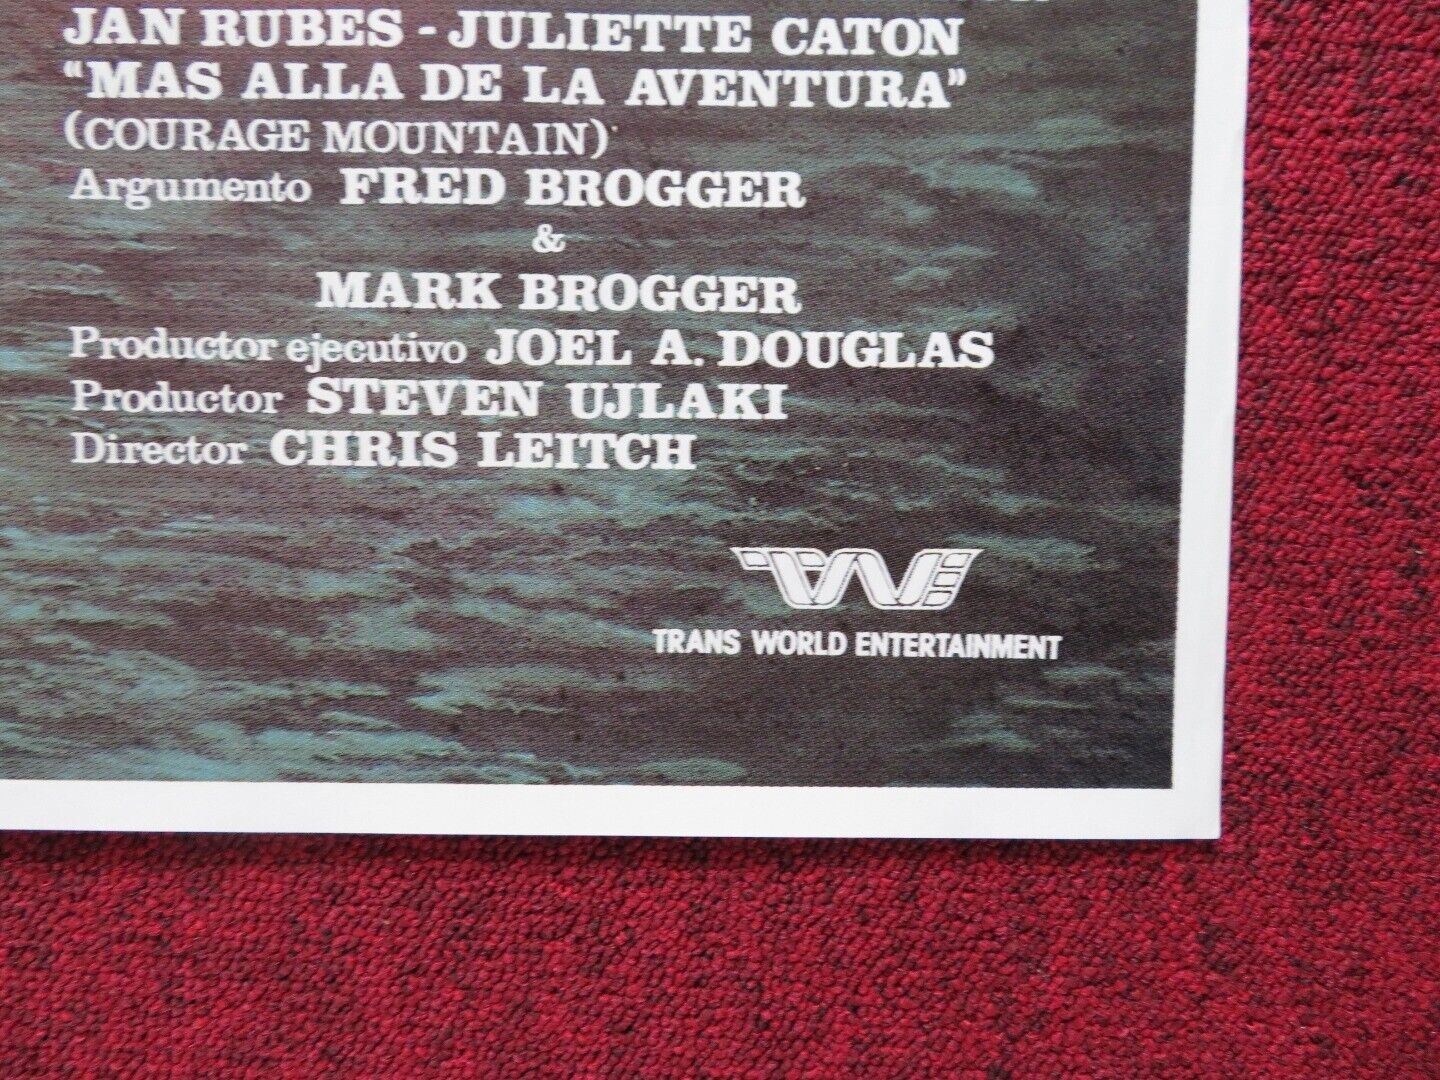 JAN RUBES - JULIETTE CATON
"MAS ALLA DE LA AVENTURA"
(COURAGE MOUNTAIN)
Argumento FRED BROGGER
&
MARK BROGGER
Productor ejecutivo JOEL A. DOUGLAS
Productor STEVEN UJLAKI
Director CHRIS LEITCH
TWE
TRANS WORLD ENTERTAINMENT